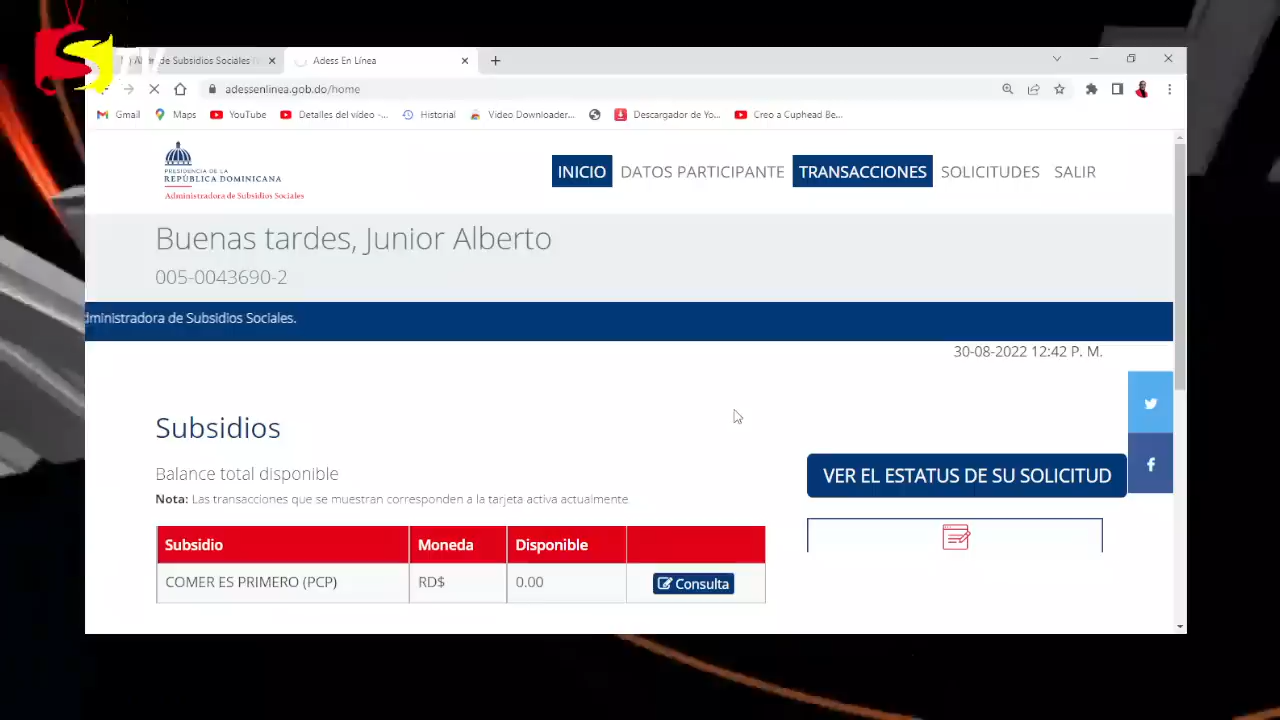 de Subsidios Sociales
Adess En Línea
adessenlinea.gob.do/home
Gmail
Maps
YouTube
Detalles del vídeo -...
Historial
Video Downloader...
Descargador de Yo...
Creo a Cuphead Be...
PRESIDENCIA DE LA
REPÚBLICA DOMINICANA
Administradora de Subsidios Sociales
INICIO DATOS PARTICIPANTE TRANSACCIONES SOLICITUDES SALIR
Buenas tardes, Junior Alberto
005-0043690-2
dministradora de Subsidios Sociales.
30-08-2022 12:42 P. M.
Subsidios
Balance total disponible
Nota: Las transacciones que se muestran corresponden a la tarjeta activa actualmente
VER EL ESTATUS DE SU SOLICITUD
Subsidio Moneda Disponible
COMER ES PRIMERO (PCP) RD$ 0.00 Consulta